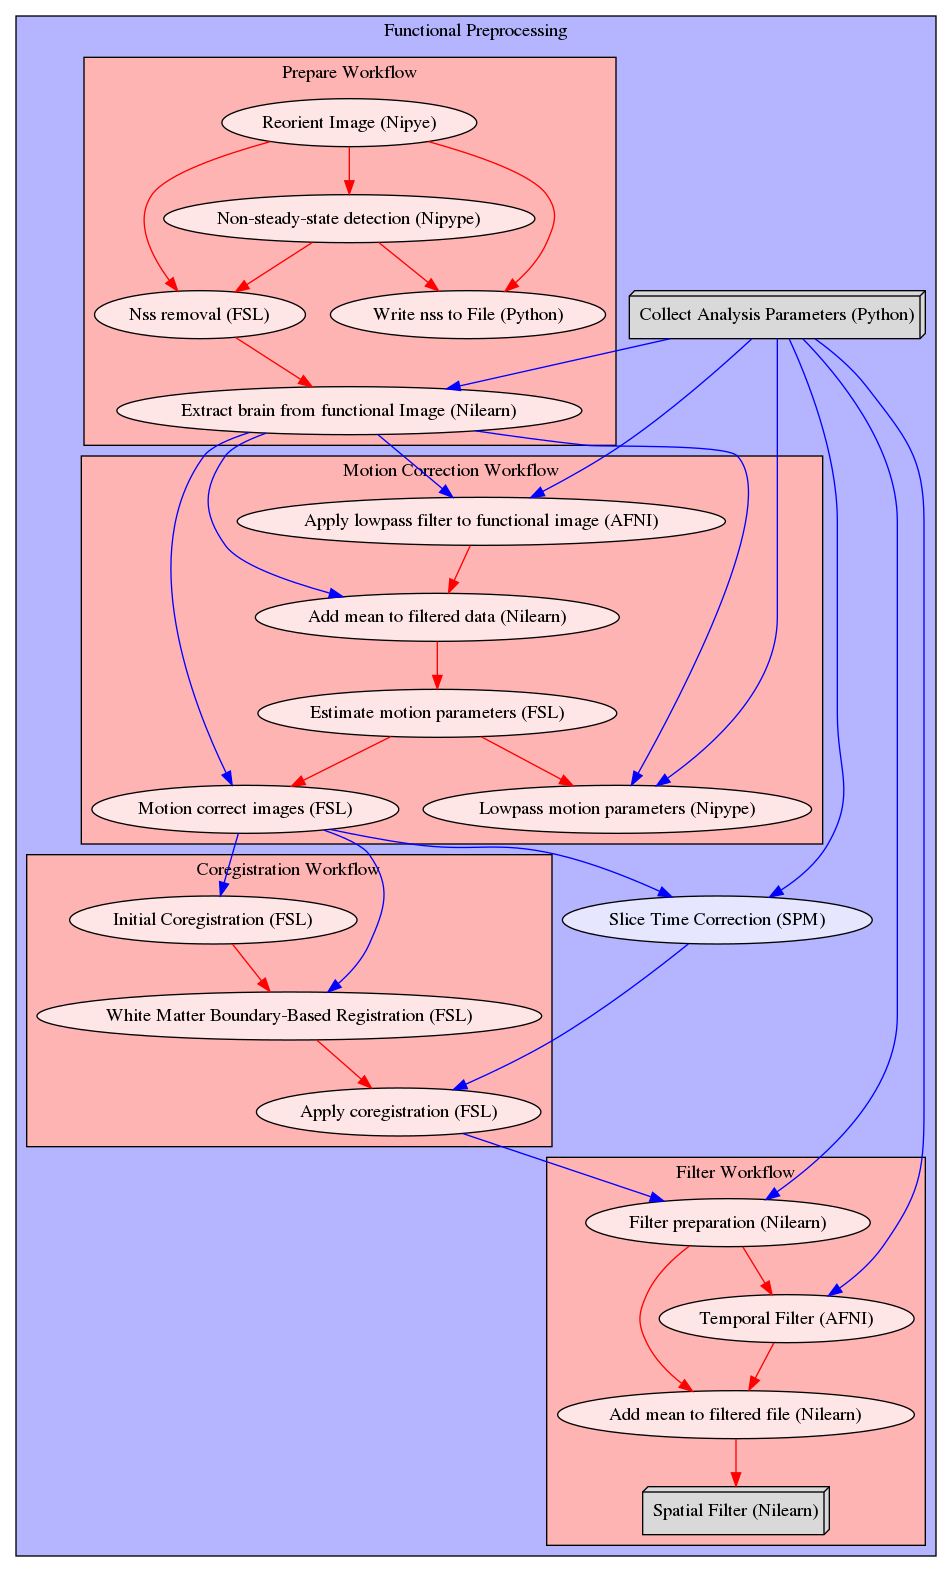 Functional Preprocessing
Prepare Workflow
Reorient Image (Nipye)
Non-steady-state detection (Nipype)
Nss removal (FSL)
Write nss to File (Python)
Collect Analysis Parameters (Python)
Extract brain from functional Image (Nilearn)
Motion Correction Workflow
Apply lowpass filter to functional image (AFNI)
Add mean to filtered data (Nilearn)
Estimate motion parameters (FSL)
Motion correct images (FSL)
Lowpass motion parameters (Nipype)
Coregistration Workflow
Initial Coregistration (FSL)
Slice Time Correction (SPM)
White Matter Boundary-Based Registration (FSL)
Apply coregistration (FSL)
Filter Workflow
Filter preparation (Nilearn)
Temporal Filter (AFNI)
Add mean to filtered file (Nilearn)
Spatial Filter (Nilearn)